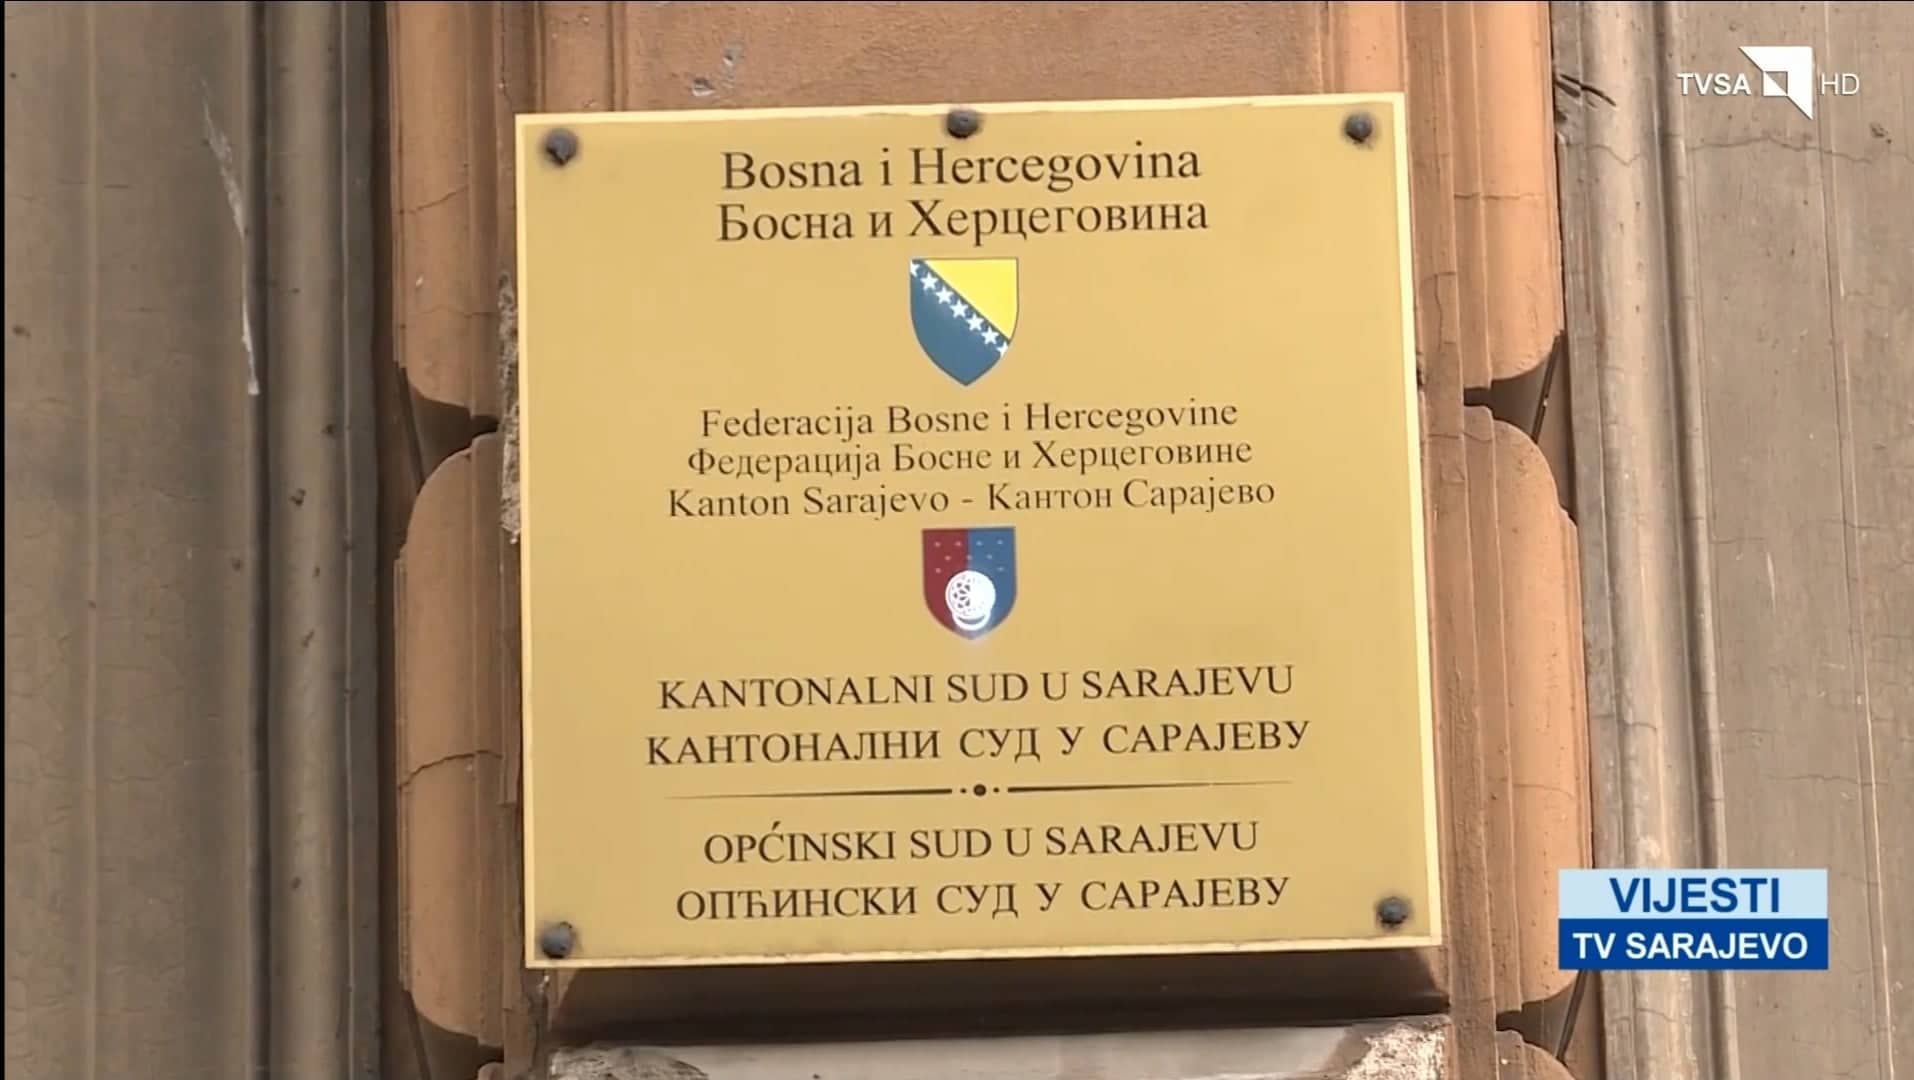 TVSA HD
Bosna i Hercegovina
Босна и Херцеговина
Federacija Bosne i Hercegovine
Федерација Босне и Херцеговине
Kanton Sarajevo - Кантон Сарајево
KANTONALNI SUD U SARAJEVU
КАНТОНАЛНИ СУД У САРАЈЕВУ
OPĆINSKI SUD U SARAJEVU
ОПЋИНСКИ СУД У САРАЈЕВУ
VIJESTI
TV SARAJEVO